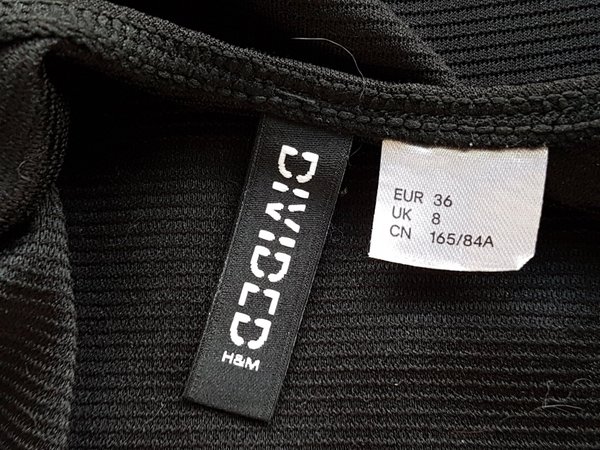 DIVIDED
H&M
EUR 36
UK 8
CN 165/84A